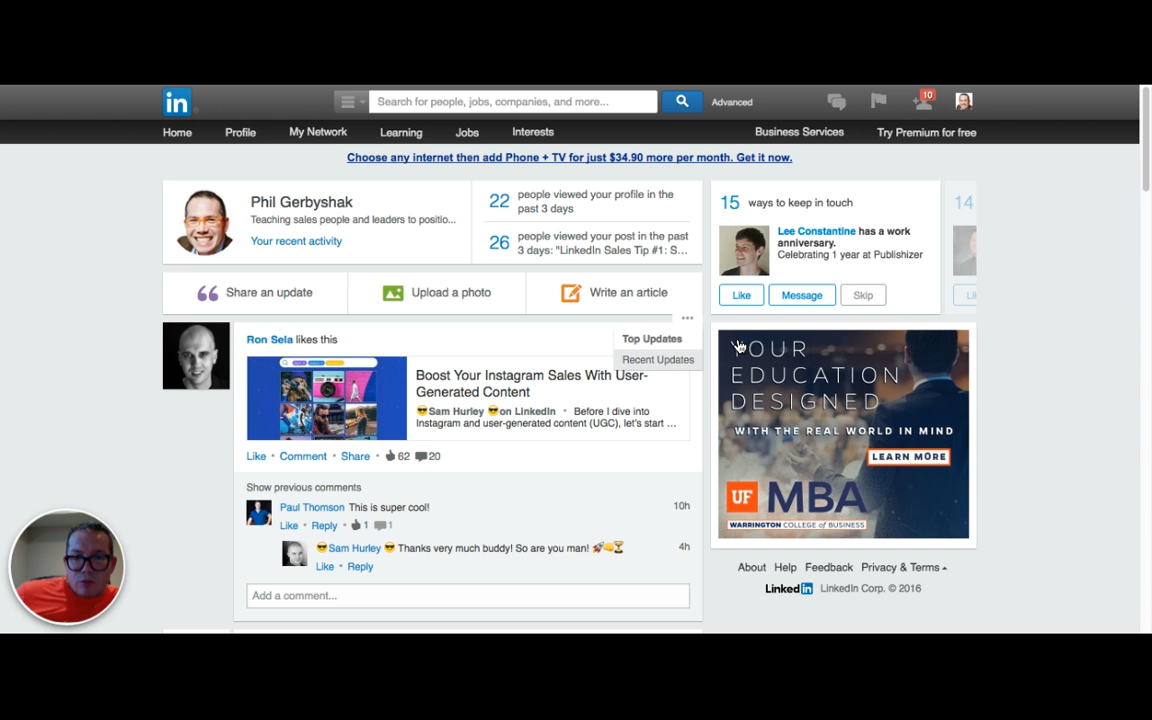 in
Search for people, jobs, companies, and more...
Advanced
10
Home
Profile
My Network
Learning
Jobs
Interests
Business Services
Try Premium for free
Choose any internet then add Phone + TV for just $34.90 more per month. Get it now.
Phil Gerbyshak
Teaching sales people and leaders to positio...
Your recent activity
22
people viewed your profile in the
past 3 days
26
people viewed your post in the past
3 days: "LinkedIn Sales Tip #1: S...
15 ways to keep in touch
14
Lee Constantine has a work
anniversary.
Celebrating 1 year at Publishizer
Like
Message
Skip
Li
Share an update
Upload a photo
Write an article
Ron Sela likes this
Top Updates
Recent Updates
Boost Your Instagram Sales With User-
Generated Content
😎Sam Hurley 😎on LinkedIn • Before I dive into
Instagram and user-generated content (UGC), let's start ...
Like • Comment • Share • 62 20
Show previous comments
Paul Thomson This is super cool!
10h
Like • Reply • 1 1
😎Sam Hurley 😎 Thanks very much buddy! So are you man! 🚀👊⏳
4h
Like • Reply
Add a comment...
YOUR
EDUCATION
DESIGNED
WITH THE REAL WORLD IN MIND
LEARN MORE
UF MBA
WARRINGTON COLLEGE of BUSINESS
About Help Feedback Privacy & Terms
LinkedIn LinkedIn Corp. © 2016